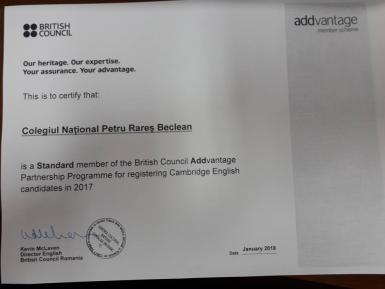 BRITISH
COUNCIL
addvantage
member scheme
Our heritage. Our expertise.
Your assurance. Your advantage.
This is to certify that:
Colegiul Național Petru Rareș Beclean
is a Standard member of the British Council Addvantage
Partnership Programme for registering Cambridge English
candidates in 2017
Kevin McLaven
Director English
British Council Romania
Date January 2018